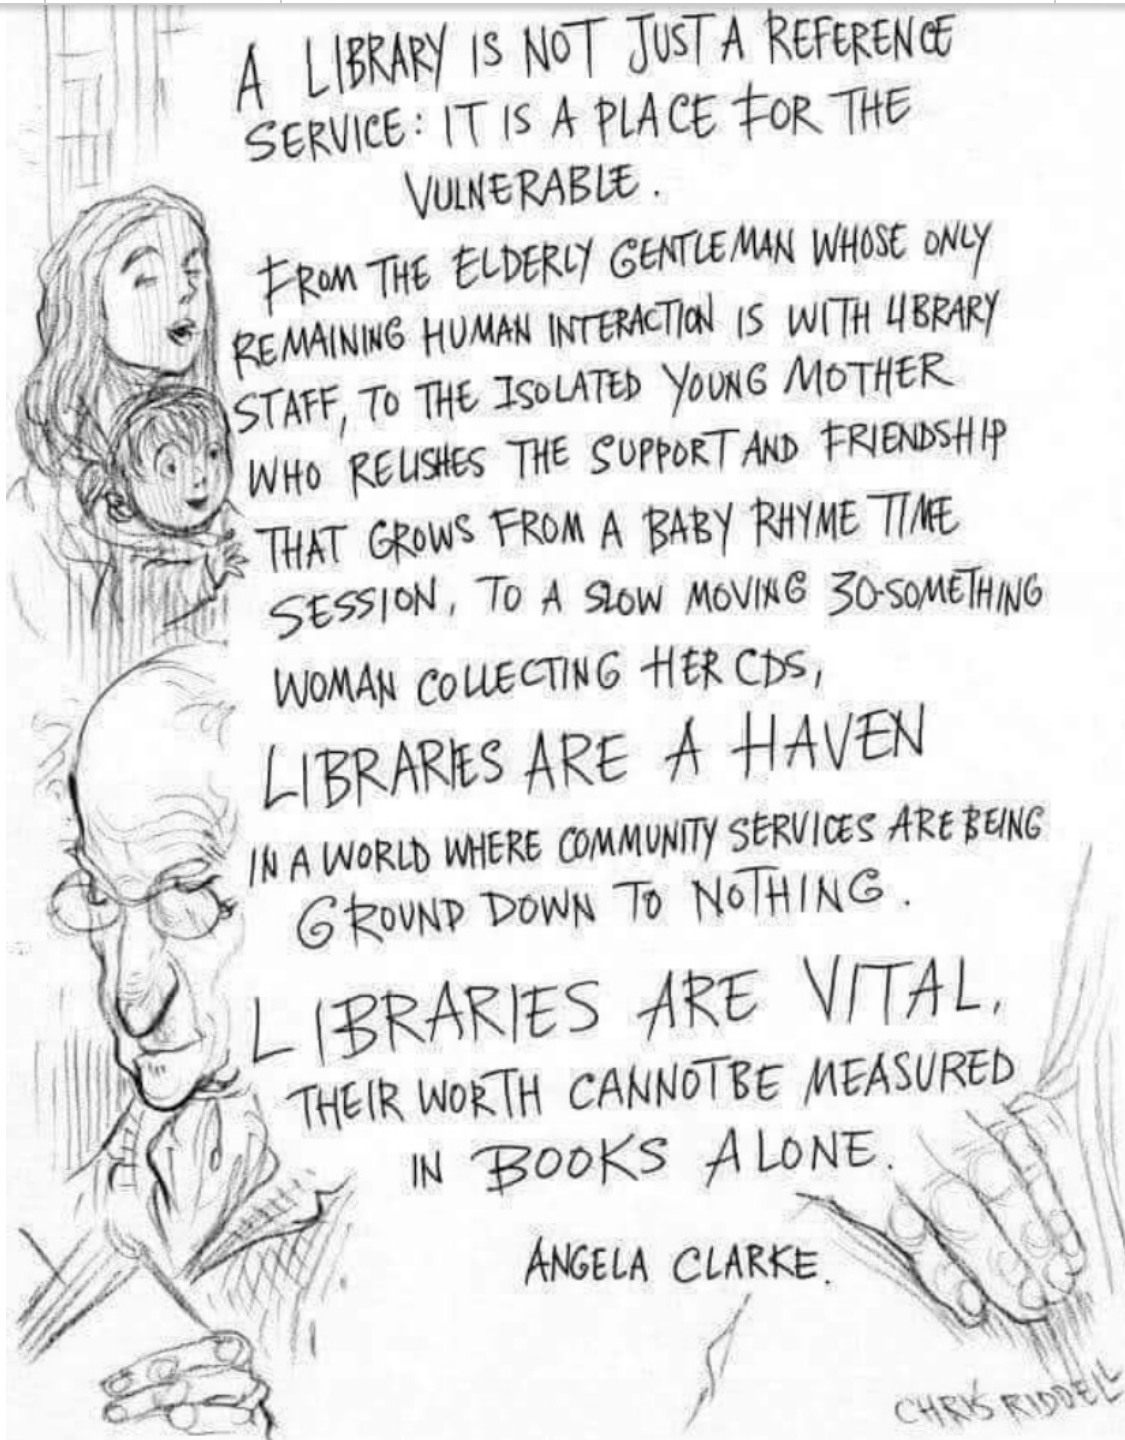 A LIBRARY IS NOT JUST A REFERENCE
SERVICE: IT IS A PLACE FOR THE
VULNERABLE.
FROM THE ELDERLY GENTLEMAN WHOSE ONLY
REMAINING HUMAN INTERACTION IS WITH LIBRARY
STAFF, TO THE ISOLATED YOUNG MOTHER
WHO RELISHES THE SUPPORT AND FRIENDSHIP
THAT GROWS FROM A BABY RHYME TIME
SESSION, TO A SLOW MOVING 30-SOMETHING
WOMAN COLLECTING HER CDS,
LIBRARIES ARE A HAVEN
IN A WORLD WHERE COMMUNITY SERVICES ARE BEING
GROUND DOWN TO NOTHING.
LIBRARIES ARE VITAL,
THEIR WORTH CANNOT BE MEASURED
IN BOOKS ALONE.
ANGELA CLARKE.
CHRIS RIDDELL